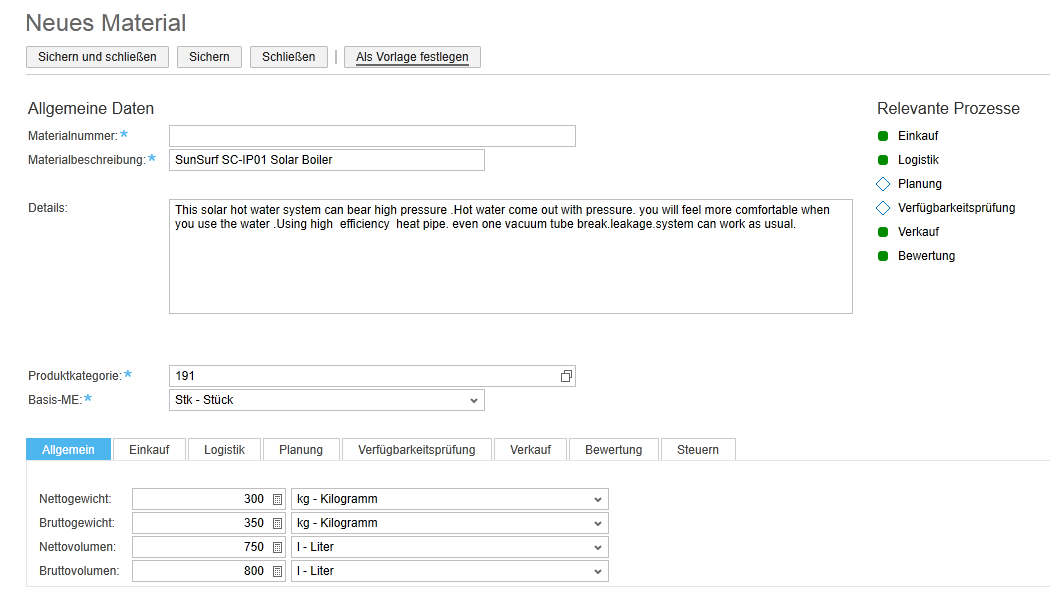 Neues Material
Sichern und schließen Sichern Schließen | Als Vorlage festlegen
Allgemeine Daten
Materialnummer:*
Materialbeschreibung:* SunSurf SC-IP01 Solar Boiler
Details: This solar hot water system can bear high pressure .Hot water come out with pressure. you will feel more comfortable when
you use the water .Using high  efficiency  heat pipe. even one vacuum tube break.leakage.system can work as usual.
Produktkategorie:* 191
Basis-ME:* Stk - Stück
Relevante Prozesse
Einkauf
Logistik
Planung
Verfügbarkeitsprüfung
Verkauf
Bewertung
Allgemein Einkauf Logistik Planung Verfügbarkeitsprüfung Verkauf Bewertung Steuern
Nettogewicht: 300 kg - Kilogramm
Bruttogewicht: 350 kg - Kilogramm
Nettovolumen: 750 l - Liter
Bruttovolumen: 800 l - Liter